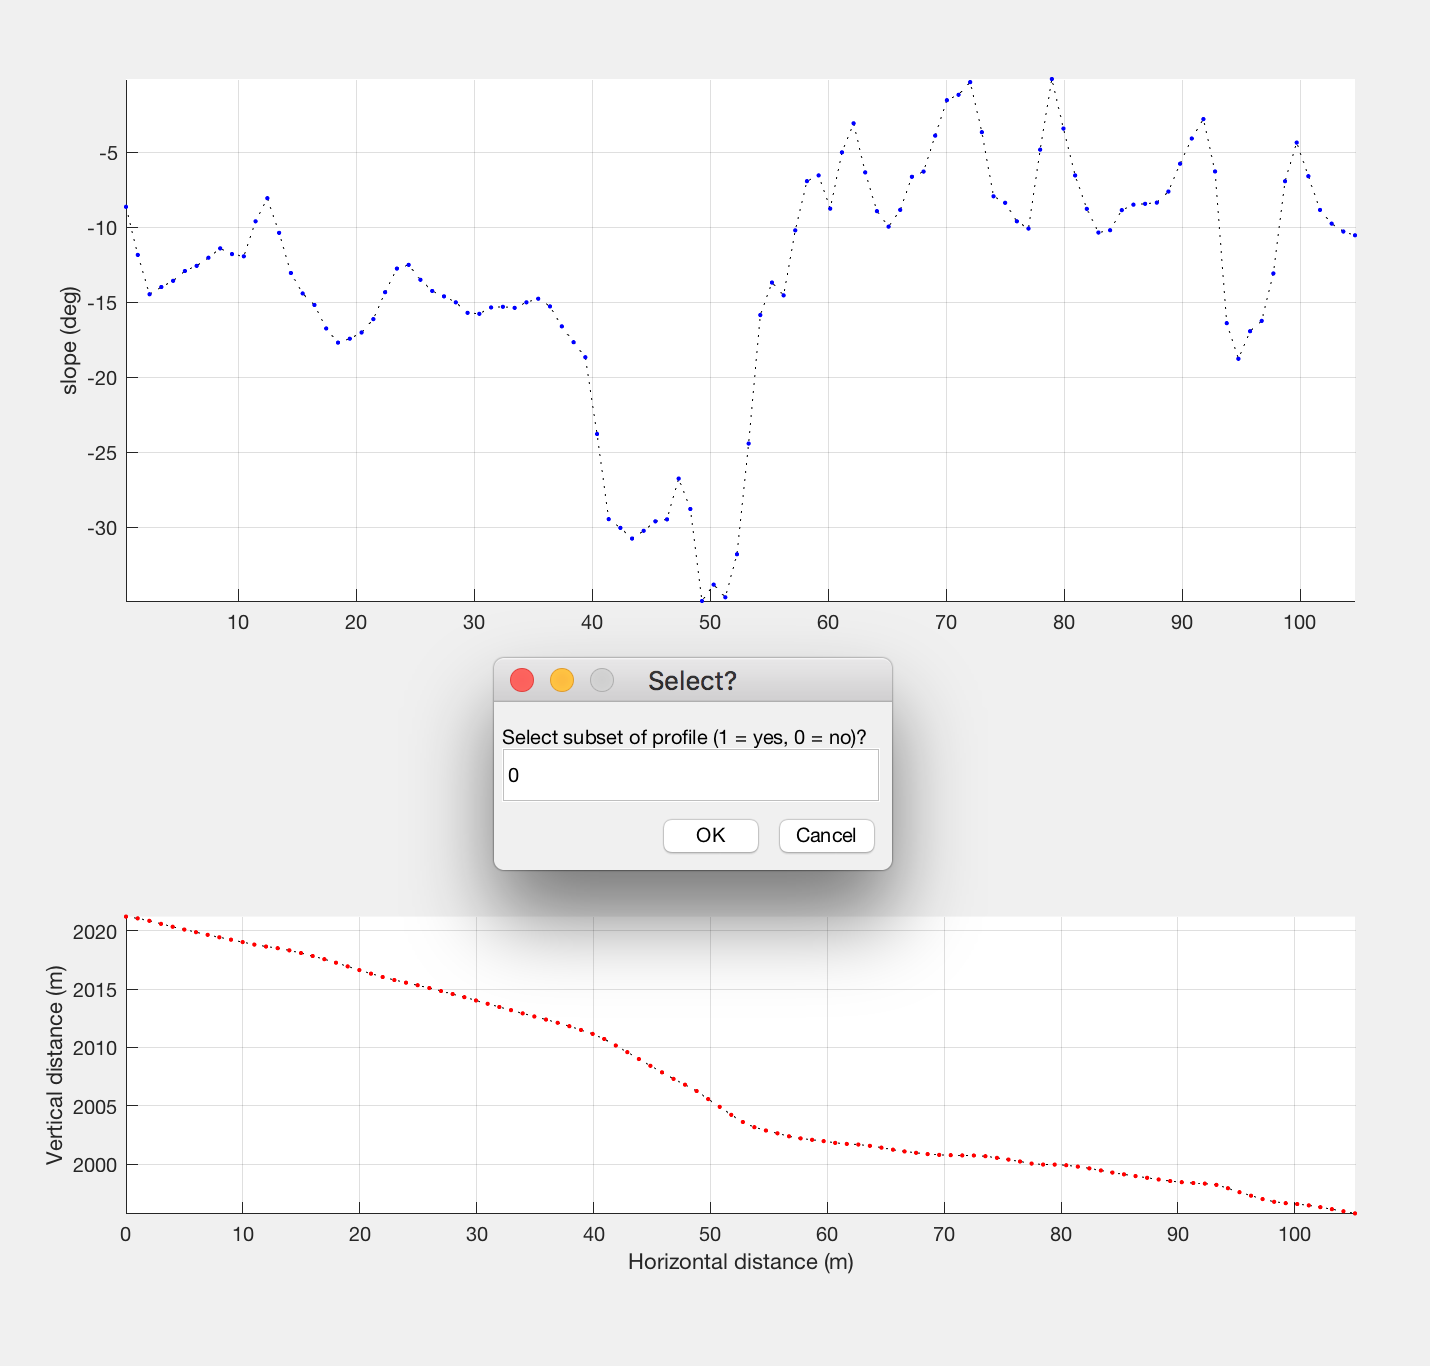 -5
-10
-15
-20
-25
-30
slope (deg)
10 20 30 40 50 60 70 80 90 100
Select?
Select subset of profile (1 = yes, 0 = no)?
0
OK Cancel
2020
2015
2010
2005
2000
Vertical distance (m)
0 10 20 30 40 50 60 70 80 90 100
Horizontal distance (m)